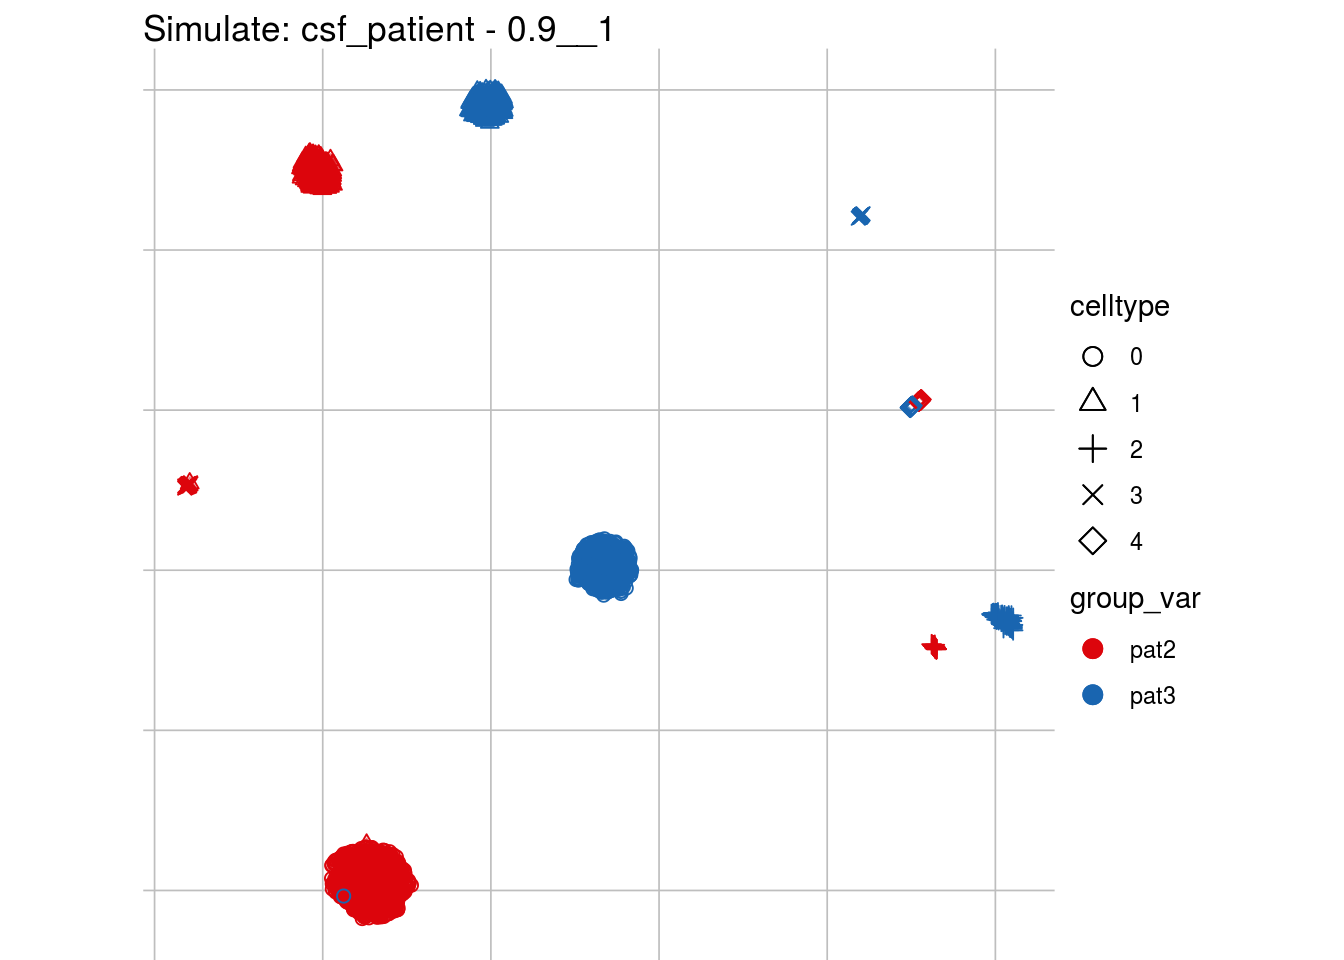 Simulate: csf_patient - 0.9__1
celltype
0
1
2
3
4
group_var
pat2
pat3